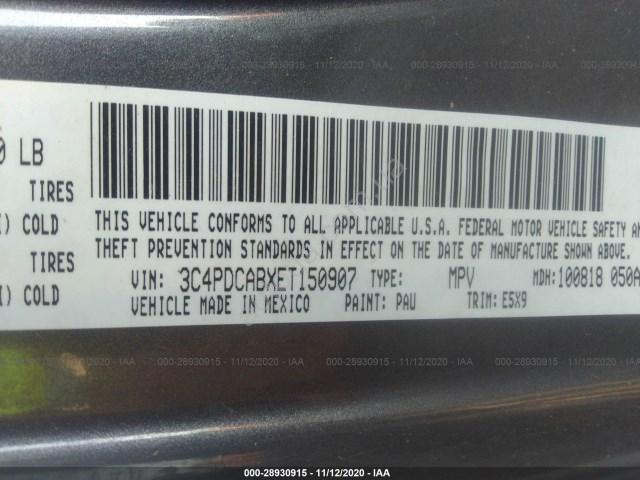 0 LB
TIRES
COLD
TIRES
COLD
THIS VEHICLE CONFORMS TO ALL APPLICABLE U.S.A. FEDERAL MOTOR VEHICLE SAFETY AN
THEFT PREVENTION STANDARDS IN EFFECT ON THE DATE OF MANUFACTURE SHOWN ABOVE.
VIN: 3C4PDCABXET150907 TYPE: MPV MDH: 100818 050A
VEHICLE MADE IN MEXICO PAINT: PAU TRIM: E5X9
000-28930915 - 11/12/2020 - IAA